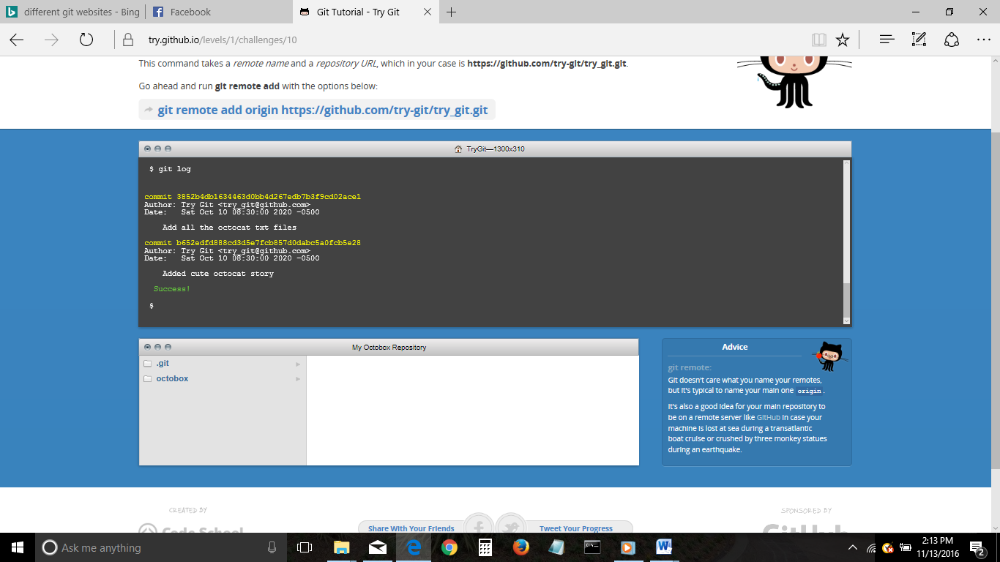 different git websites - Bing
Facebook
Git Tutorial - Try Git
try.github.io/levels/1/challenges/10
This command takes a remote name and a repository URL, which in your case is https://github.com/try-git/try_git.git.
Go ahead and run git remote add with the options below:
git remote add origin https://github.com/try-git/try_git.git
TryGit—1300x310
$ git log
commit 3852b4db1634463d0bb4d267edb7b3f9cd02ace1
Author: Try Git <try_git@github.com>
Date: Sat Oct 10 08:30:00 2020 -0500
Add all the octocat txt files
commit b652edfd888cd3d5e7fcb857d0dabc5a0fcb5e28
Author: Try Git <try_git@github.com>
Date: Sat Oct 10 08:30:00 2020 -0500
Added cute octocat story
Success!
$
My Octobox Repository
.git
octobox
Advice
git remote:
Git doesn't care what you name your remotes,
but it's typical to name your main one origin.
It's also a good idea for your main repository to
be on a remote server like GitHub in case your
machine is lost at sea during a transatlantic
boat cruise or crushed by three monkey statues
during an earthquake.
CREATED BY
Code School
Share With Your Friends
Tweet Your Progress
SPONSORED BY
GitHub
Ask me anything
2:13 PM
11/13/2016
2